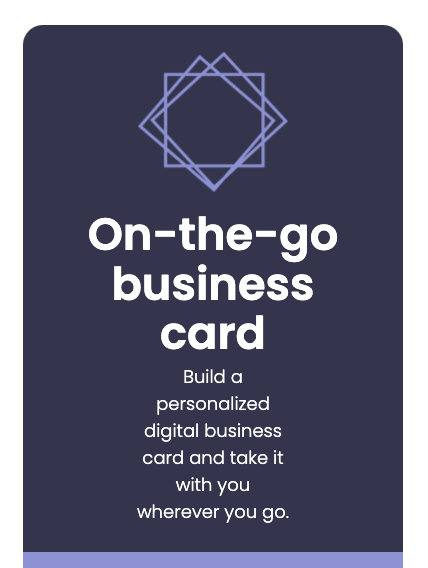 On-the-go
business
card
Build a
personalized
digital business
card and take it
with you
wherever you go.